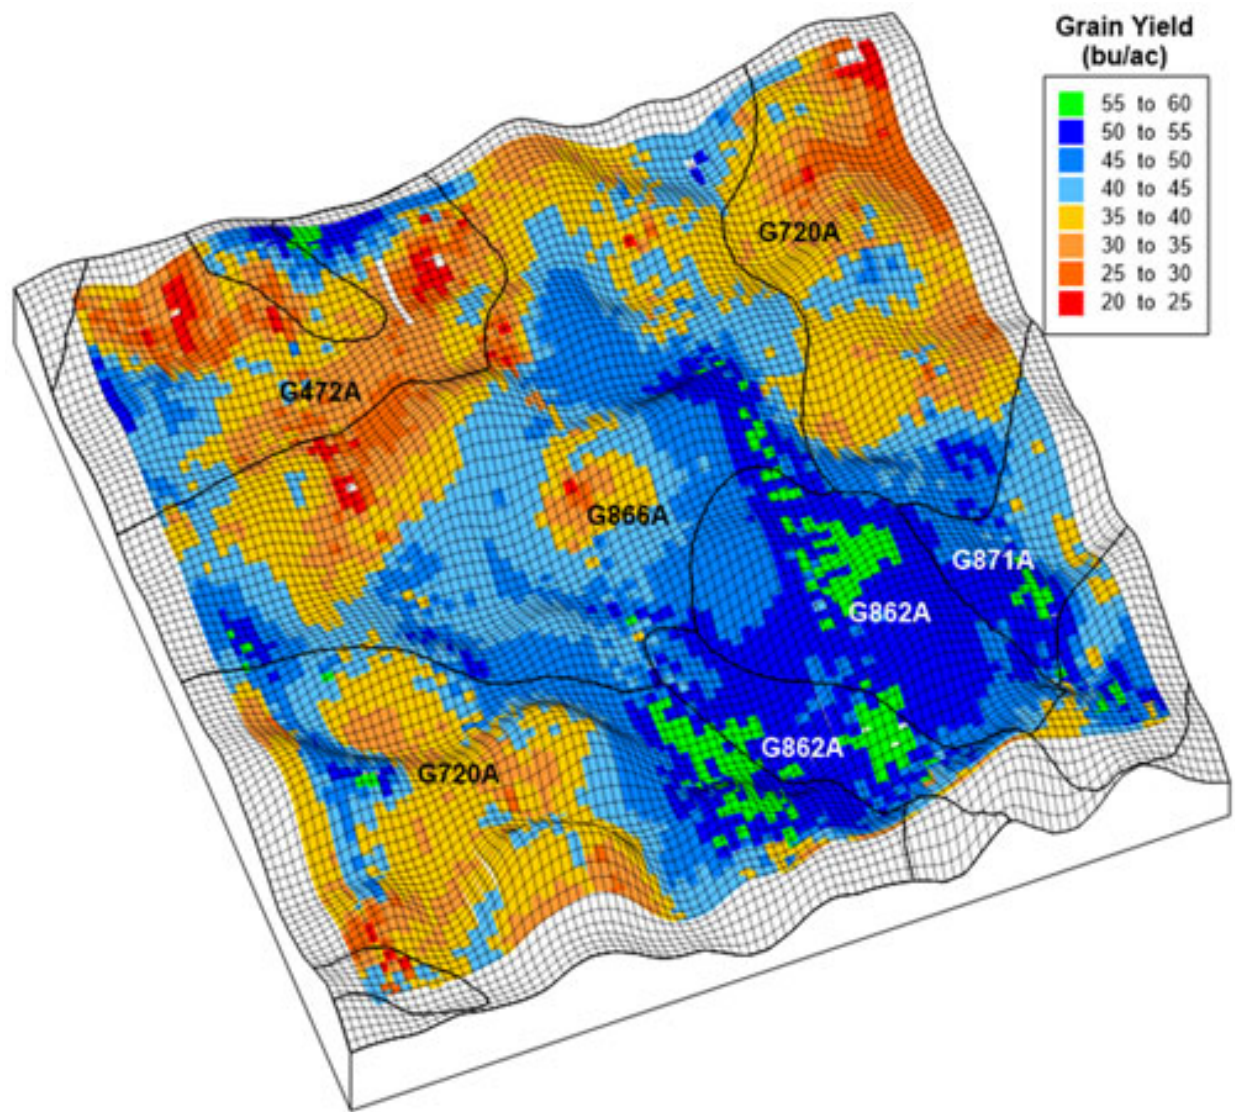 Grain Yield
(bu/ac)
55 to 60
50 to 55
45 to 50
40 to 45
35 to 40
30 to 35
25 to 30
20 to 25
G720A
G472A
G866A
G871A
G862A
G862A
G720A